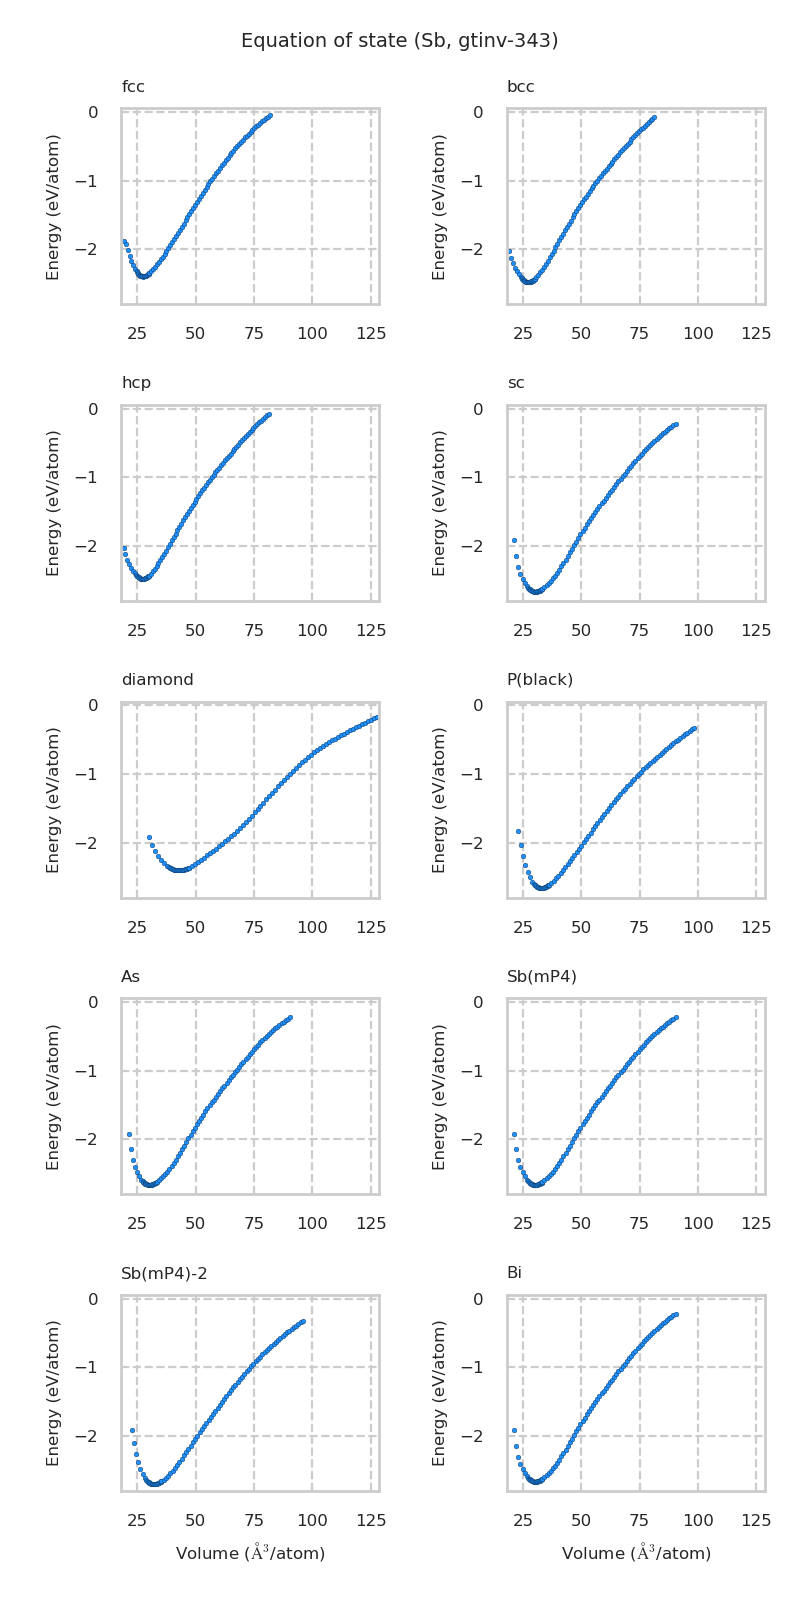 Equation of state (Sb, gtinv-343)
fcc
bcc
0
−1
−2
Energy (eV/atom)
25 50 75 100 125
0
−1
−2
Energy (eV/atom)
25 50 75 100 125
hcp
sc
0
−1
−2
Energy (eV/atom)
25 50 75 100 125
0
−1
−2
Energy (eV/atom)
25 50 75 100 125
diamond
P(black)
0
−1
−2
Energy (eV/atom)
25 50 75 100 125
0
−1
−2
Energy (eV/atom)
25 50 75 100 125
As
Sb(mP4)
0
−1
−2
Energy (eV/atom)
25 50 75 100 125
0
−1
−2
Energy (eV/atom)
25 50 75 100 125
Sb(mP4)-2
Bi
0
−1
−2
Energy (eV/atom)
25 50 75 100 125
Volume (Å³/atom)
0
−1
−2
Energy (eV/atom)
25 50 75 100 125
Volume (Å³/atom)